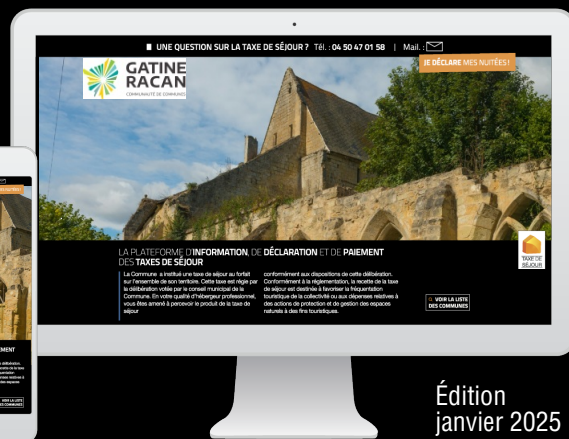 UNE QUESTION SUR LA TAXE DE SÉJOUR ? Tél. : 04 50 47 01 58 | Mail. :
JE DÉCLARE MES NUITÉES !
GATINE
RACAN
COMMUNAUTÉ DE COMMUNES
LA PLATEFORME D'INFORMATION, DE DÉCLARATION ET DE PAIEMENT
DES TAXES DE SÉJOUR
La Commune a institué une taxe de séjour au forfait
sur l'ensemble de son territoire. Cette taxe est régie par
la délibération votée par le conseil municipal de la
Commune. En votre qualité d'hébergeur professionnel,
vous êtes amené à percevoir le produit de la taxe de
séjour
conformément aux dispositions de cette délibération.
Conformément à la réglementation, la recette de la taxe
de séjour est destinée à favoriser la fréquentation
touristique de la collectivité ou aux dépenses relatives à
des actions de protection et de gestion des espaces
naturels à des fins touristiques.
TAXE DE
SÉJOUR
VOIR LA LISTE
DES COMMUNES
VOIR LA LISTE
DES COMMUNES
Édition
janvier 2025